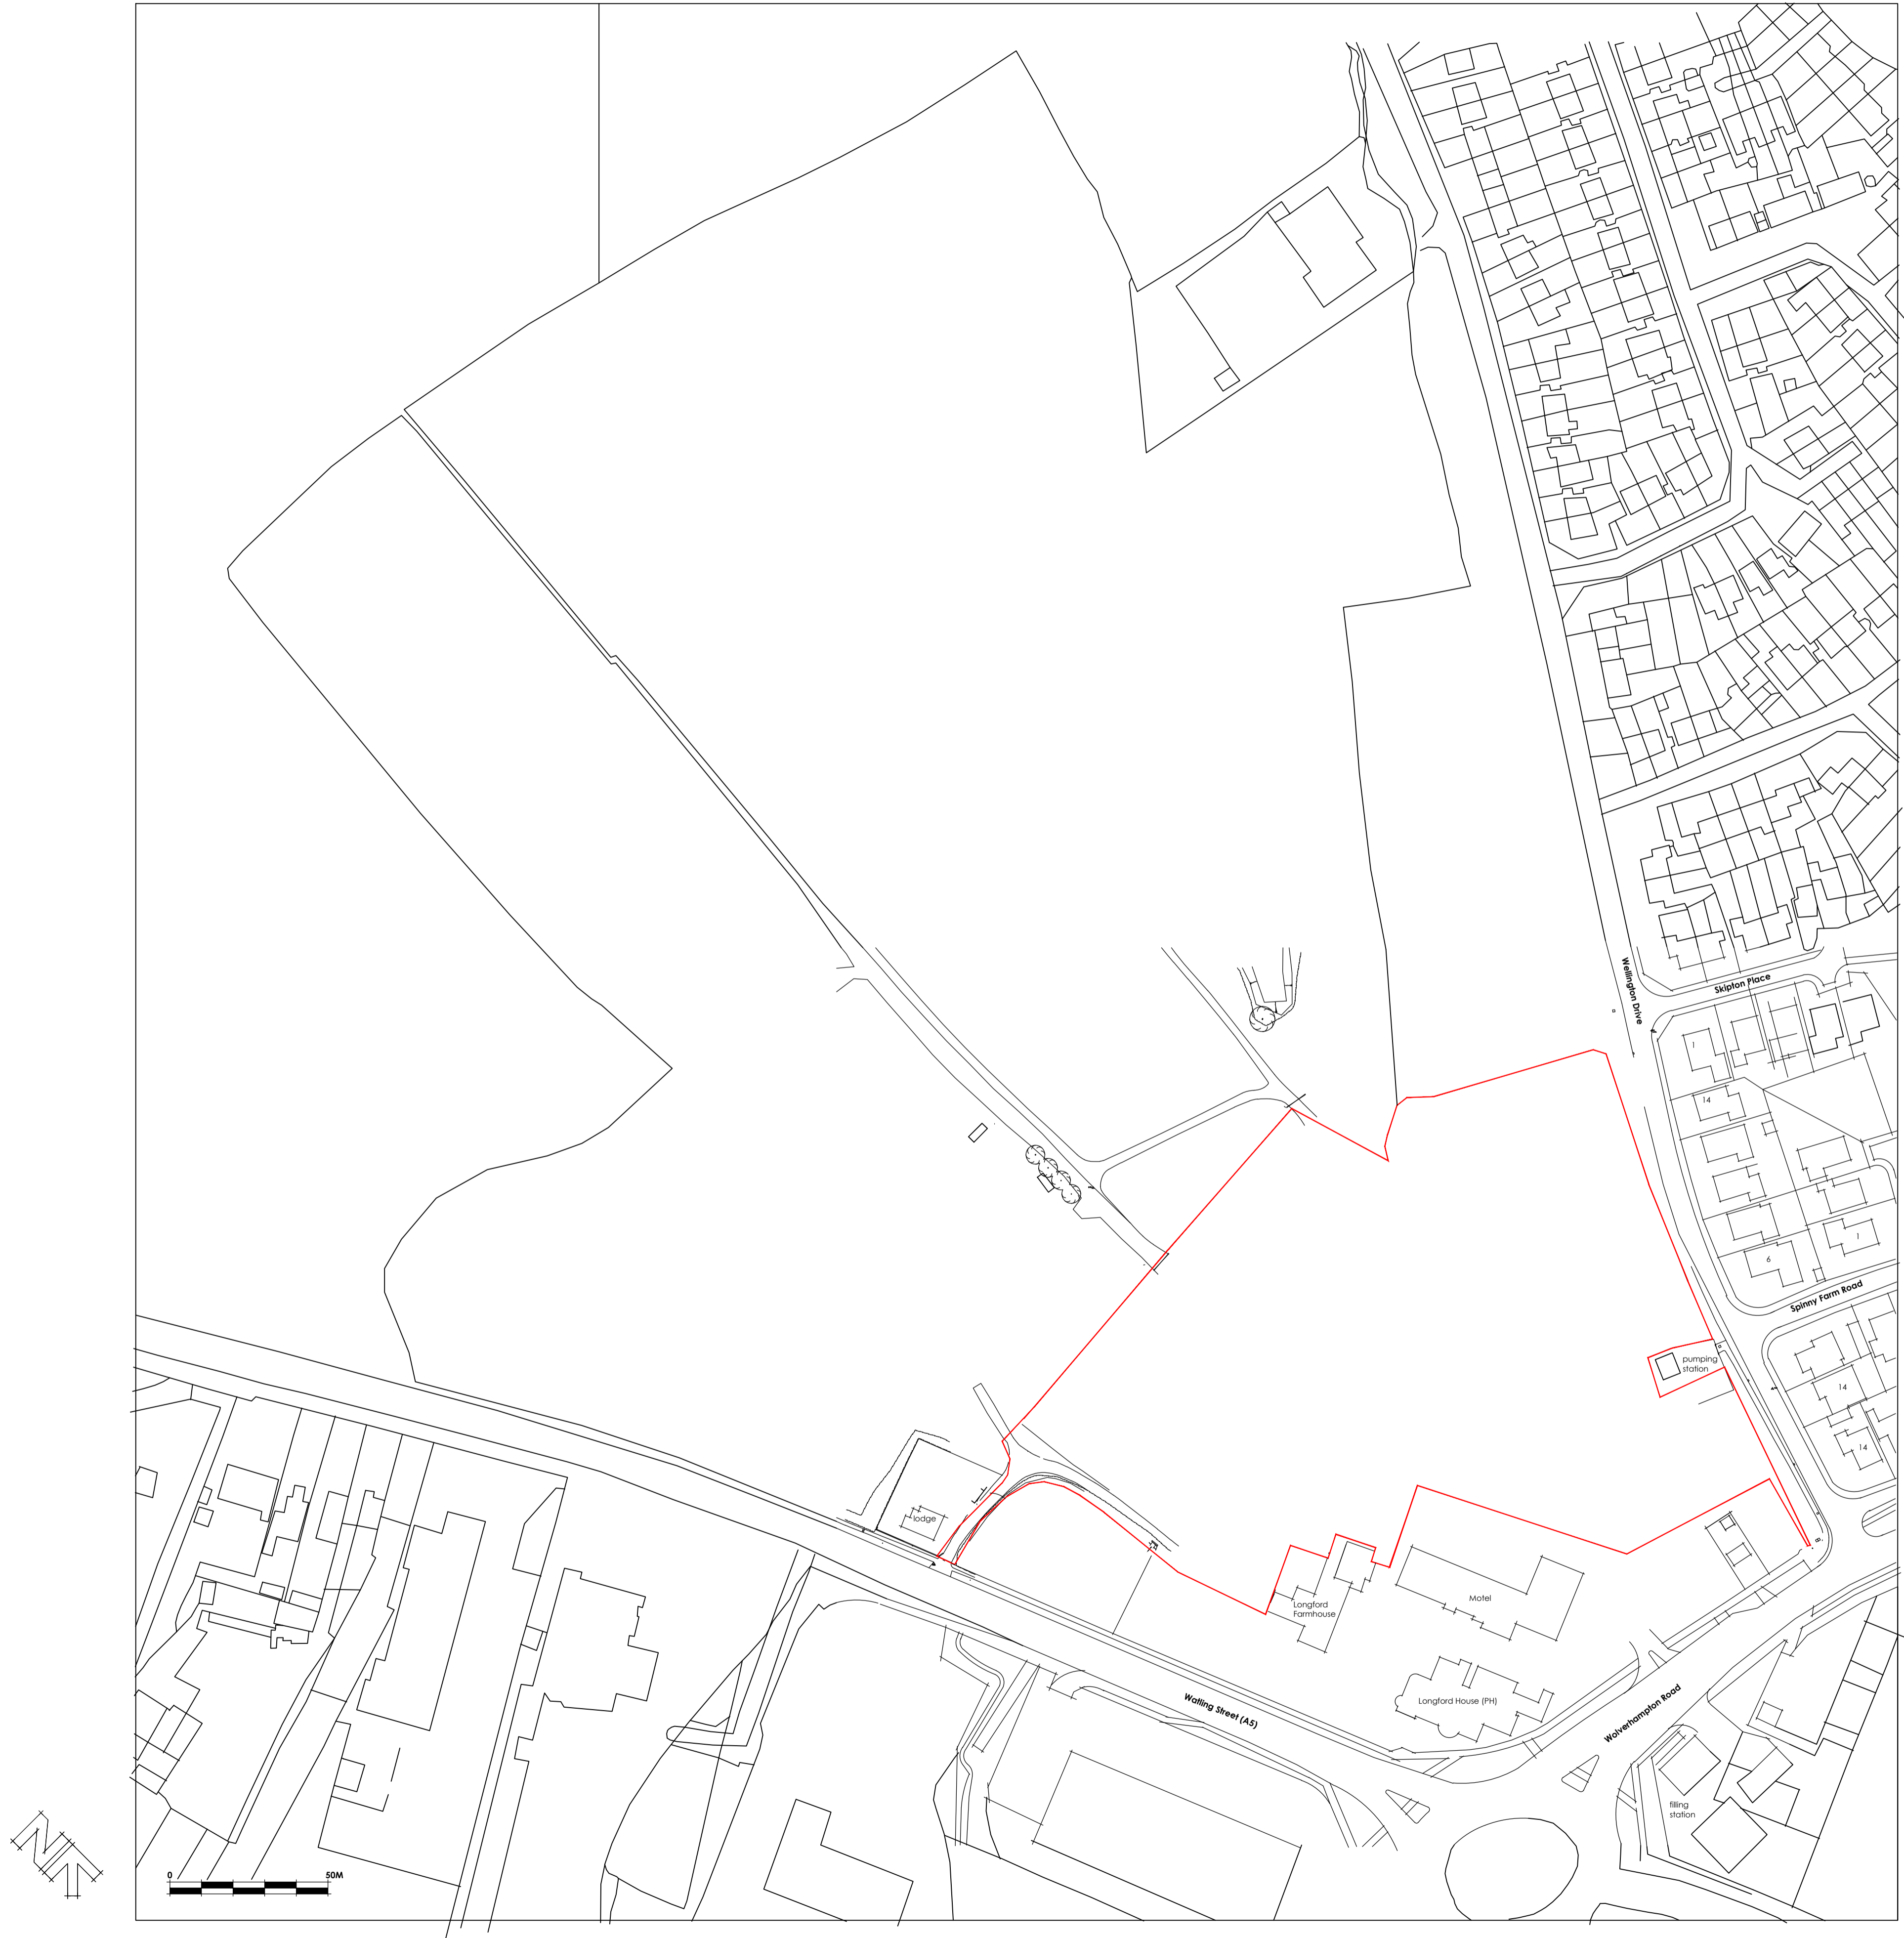 Wellington Drive
Skipton Place
1
14
1
6
Spinny Farm Road
pumping
station
14
14
lodge
Longford
Farmhouse
Motel
Longford House (PH)
Watling Street (A5)
Wolverhampton Road
filling
station
0
50M
N